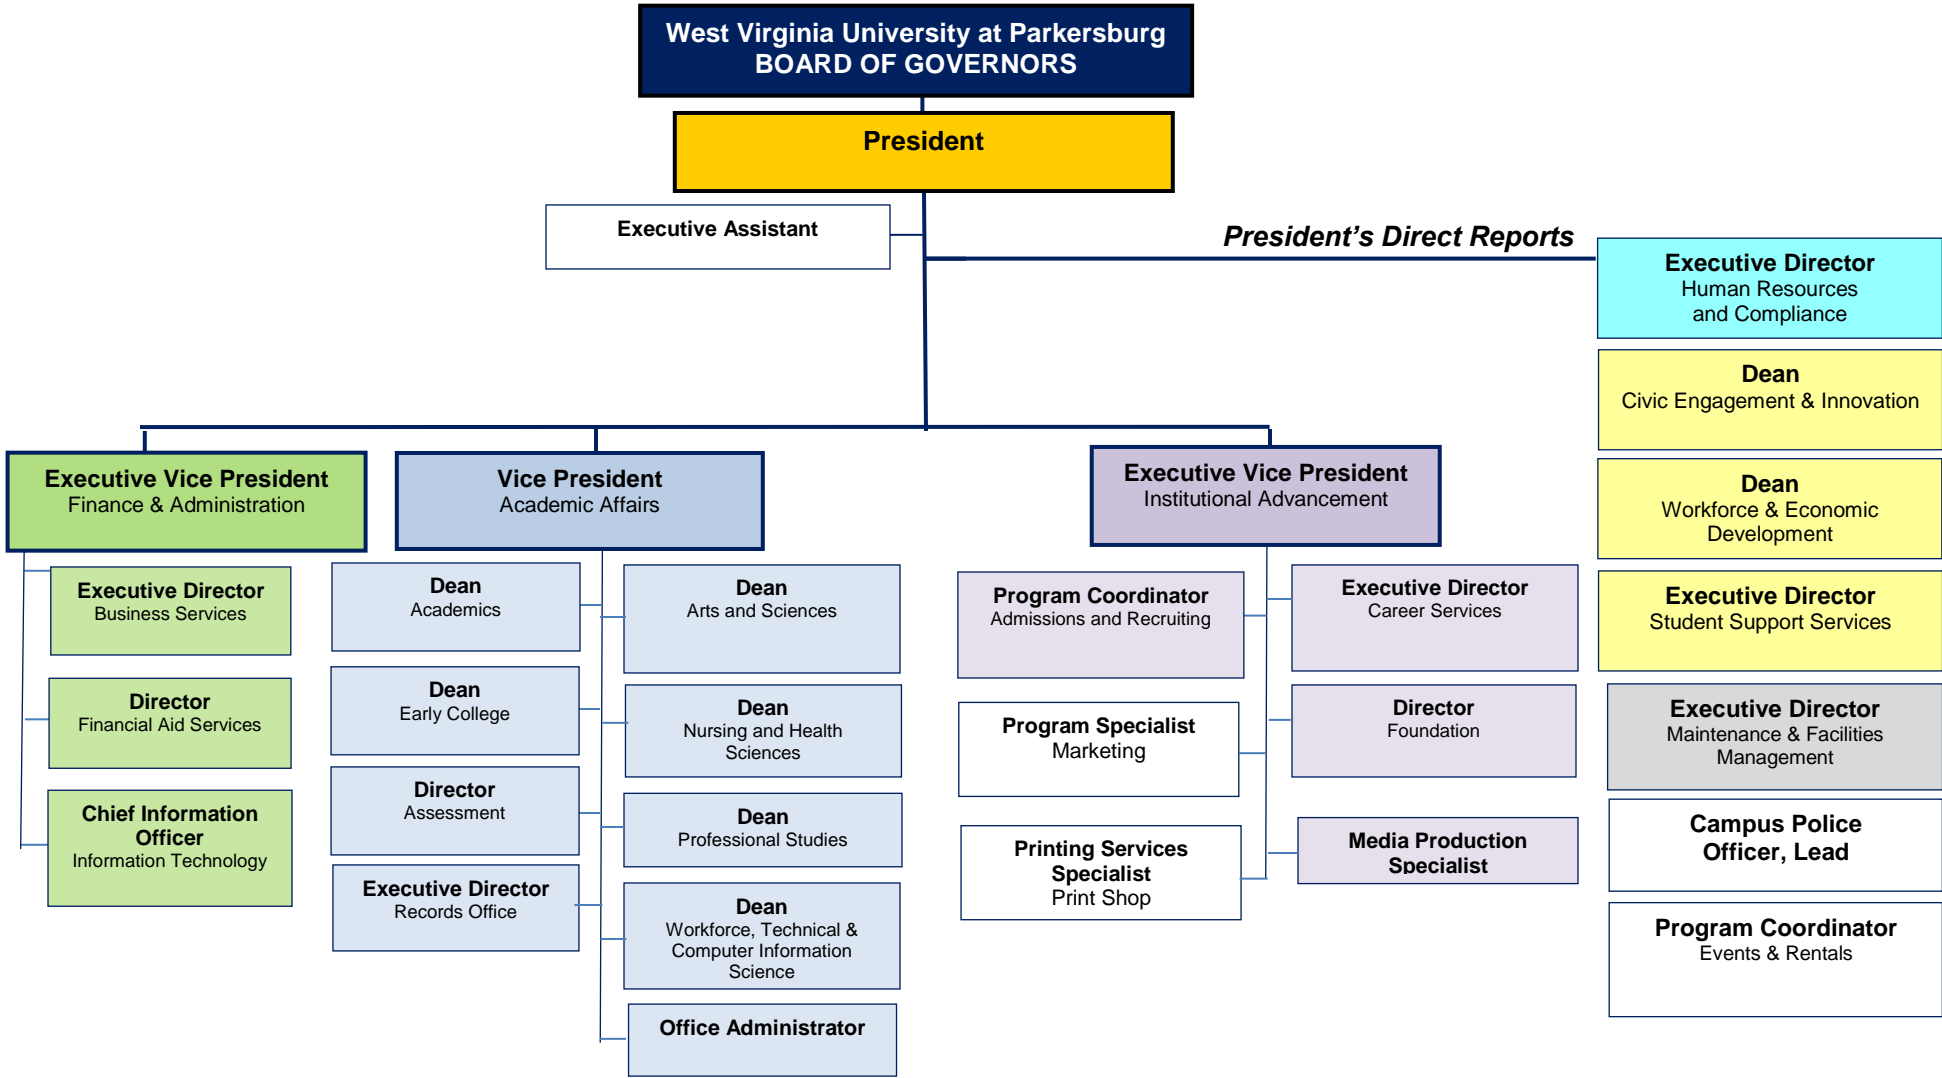 West Virginia University at Parkersburg
BOARD OF GOVERNORS
President
Executive Assistant
President's Direct Reports
Executive Director
Human Resources
and Compliance
Dean
Civic Engagement & Innovation
Dean
Workforce & Economic
Development
Executive Director
Student Support Services
Executive Director
Maintenance & Facilities
Management
Campus Police
Officer, Lead
Program Coordinator
Events & Rentals
Executive Vice President
Finance & Administration
Executive Director
Business Services
Director
Financial Aid Services
Chief Information
Officer
Information Technology
Vice President
Academic Affairs
Dean
Academics
Dean
Early College
Director
Assessment
Executive Director
Records Office
Dean
Arts and Sciences
Dean
Nursing and Health
Sciences
Dean
Professional Studies
Dean
Workforce, Technical &
Computer Information
Science
Office Administrator
Executive Vice President
Institutional Advancement
Program Coordinator
Admissions and Recruiting
Program Specialist
Marketing
Printing Services
Specialist
Print Shop
Executive Director
Career Services
Director
Foundation
Media Production
Specialist